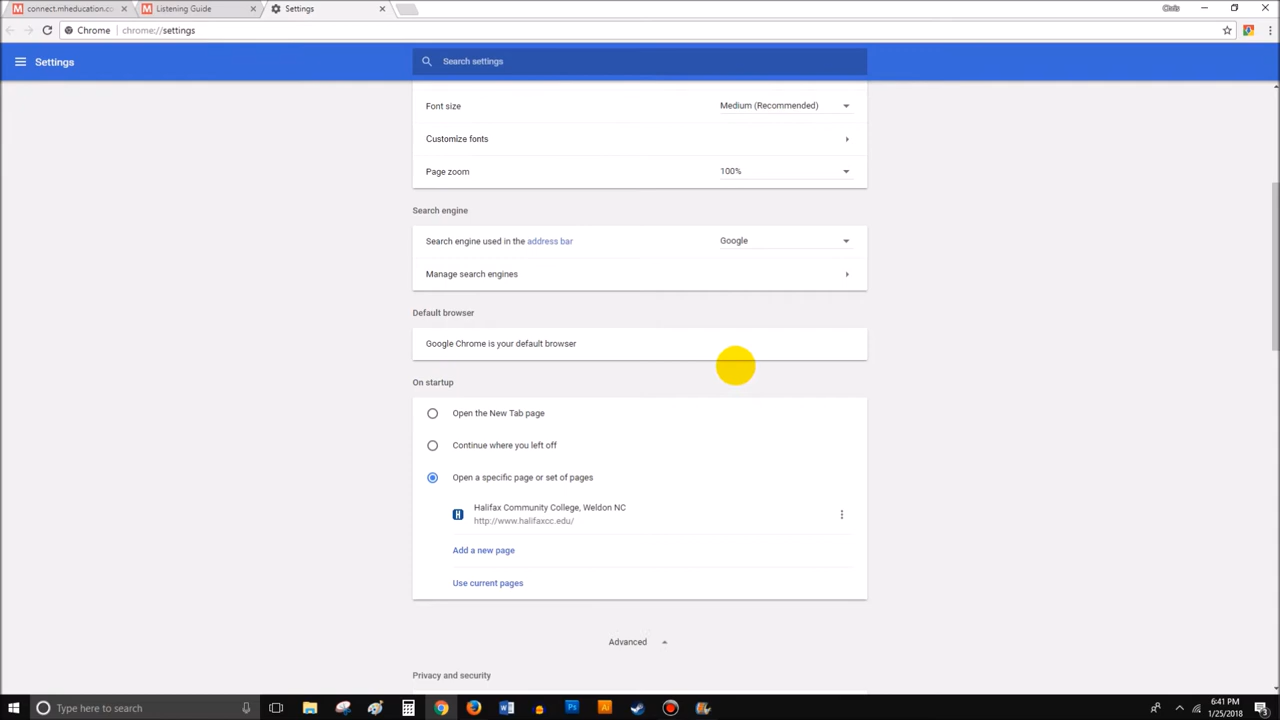 connect.mheducation.co
Listening Guide
Settings
Chris
Chrome
chrome://settings
Settings
Search settings
Font size
Medium (Recommended)
Customize fonts
Page zoom
100%
Search engine
Search engine used in the address bar
Google
Manage search engines
Default browser
Google Chrome is your default browser
On startup
Open the New Tab page
Continue where you left off
Open a specific page or set of pages
Halifax Community College, Weldon NC
http://www.halifaxcc.edu/
Add a new page
Use current pages
Advanced
Privacy and security
Type here to search
6:41 PM
1/25/2018